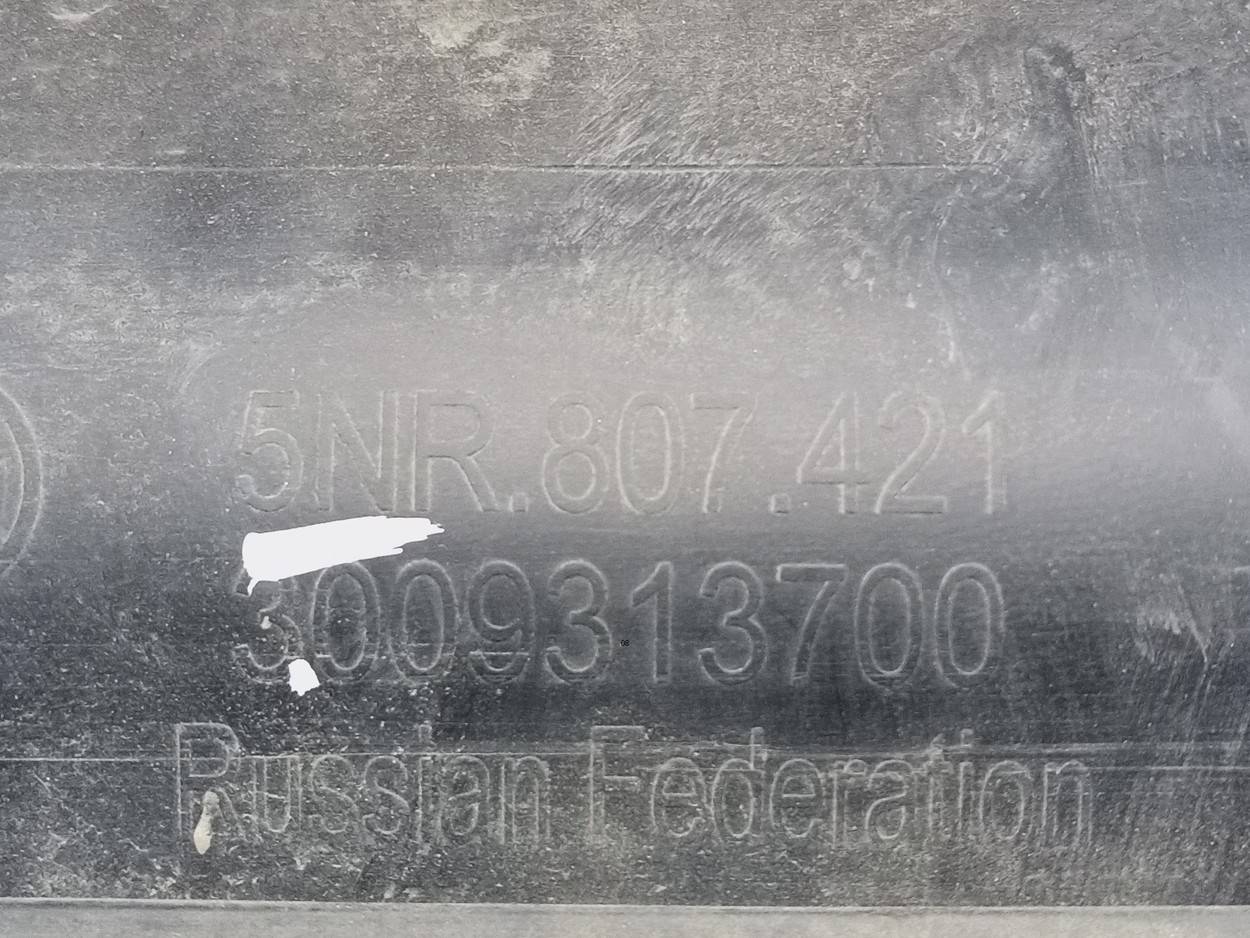 5NR.807.421
3009313700
Russian Federation